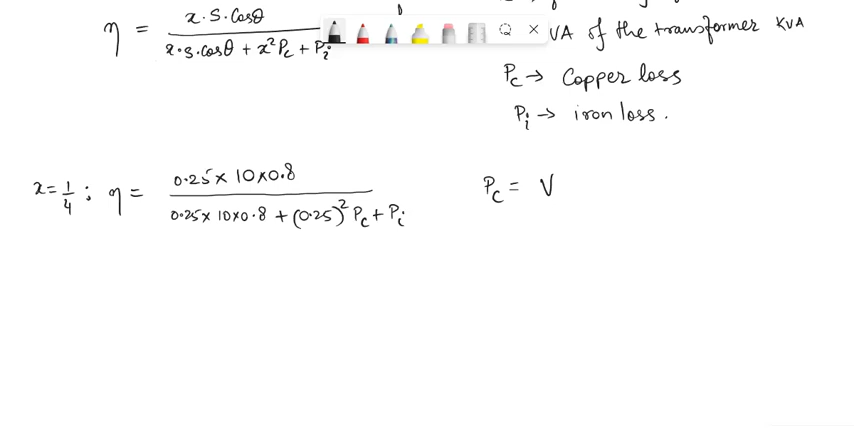 η = x·S·Cosθ / x·s·cosθ + x²Pc + Pi
VA of the transformer KVA
Pc → Copper loss
Pi → iron loss.
x = 1/4 ; η = 0.25 × 10×0.8 / 0.25× 10×0.8 + (0.25)² Pc + Pi
Pc = V